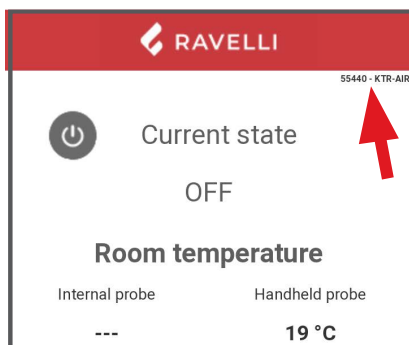 RAVELLI
55440 - KTR-AIR
Current state
OFF
Room temperature
Internal probe Handheld probe
--- 19 °C